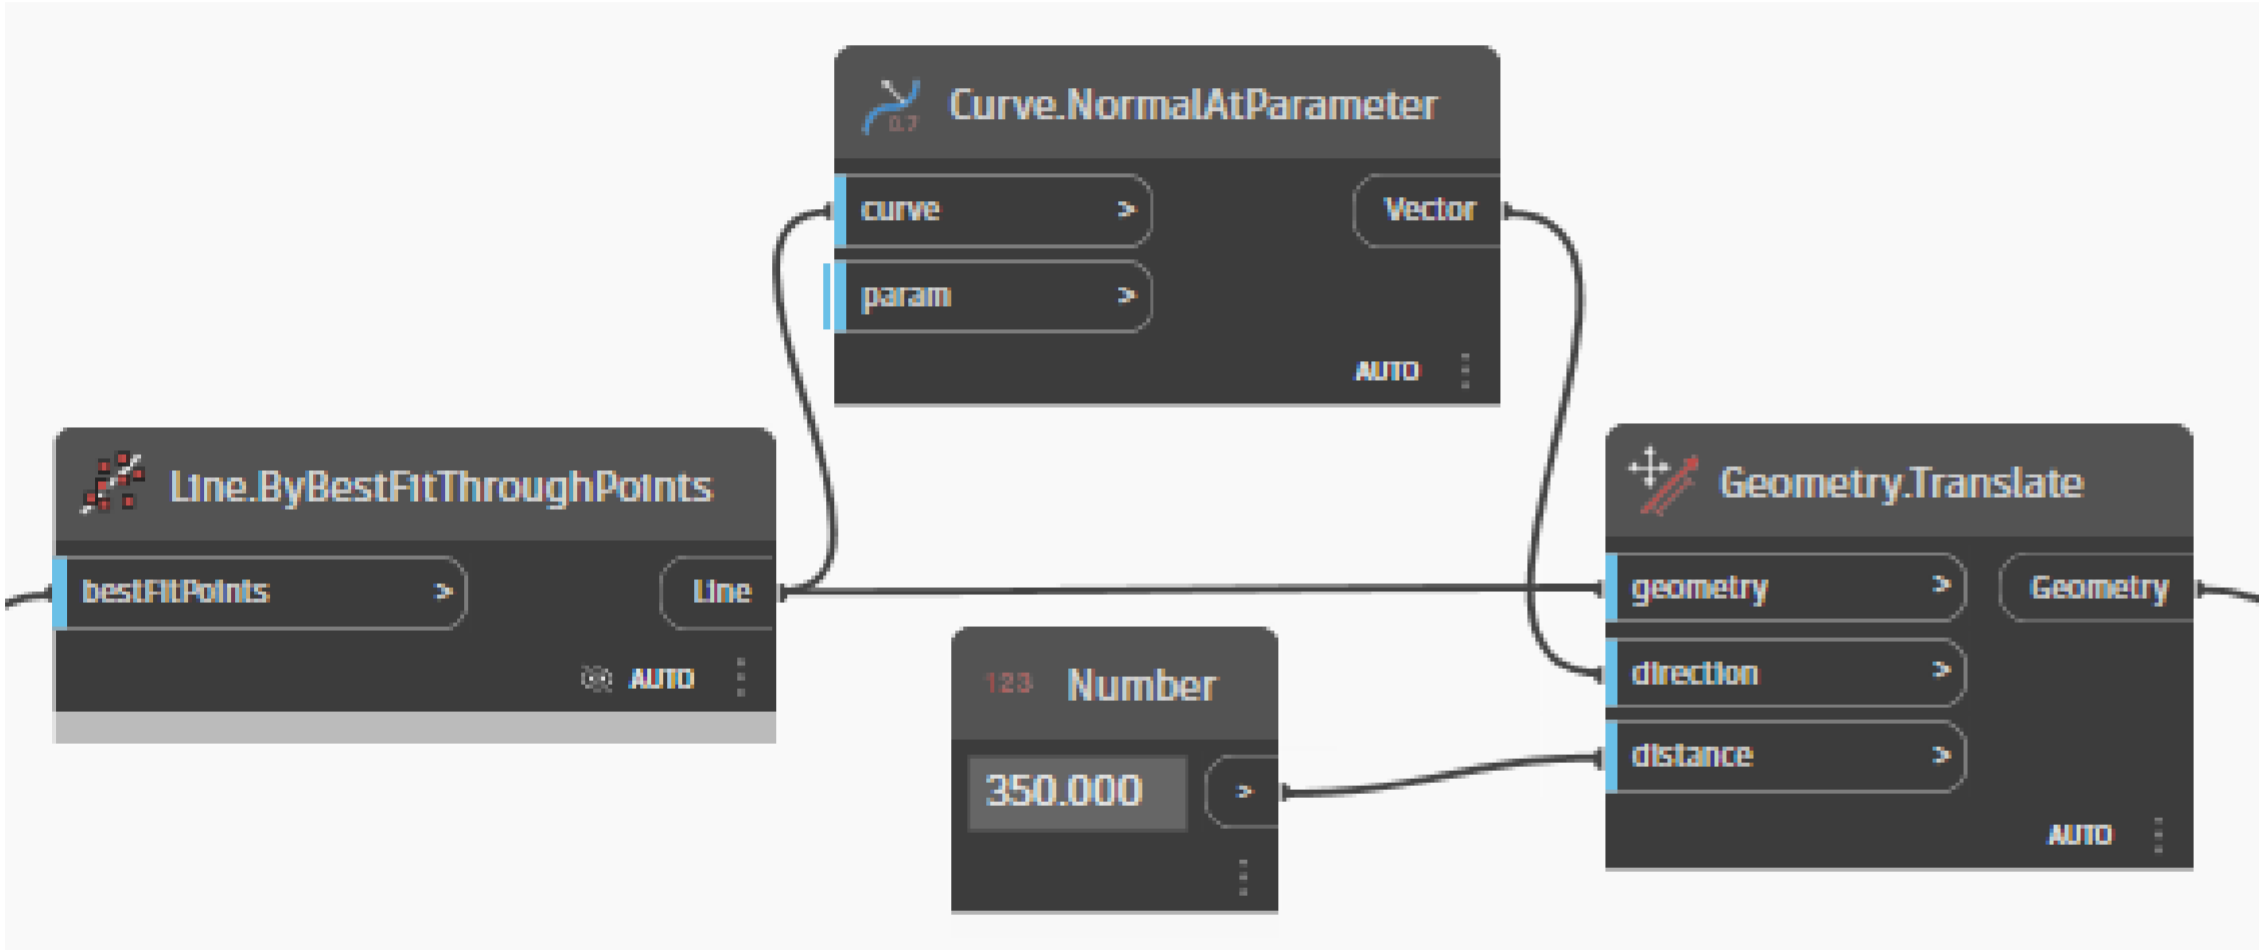 0.7
Curve.NormalAtParameter
curve >
Vector
param >
AUTO
Line.ByBestFitThroughPoints
bestFitPoints >
Line
AUTO
123
Number
350.000 >
Geometry.Translate
geometry >
Geometry
direction >
distance >
AUTO